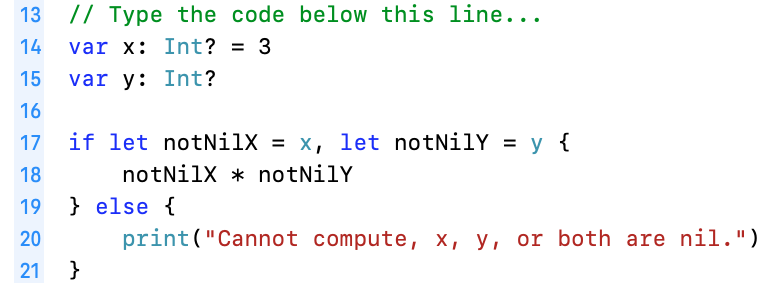 13 // Type the code below this line...
14 var x: Int? = 3
15 var y: Int?
16
17 if let notNilX = x, let notNilY = y {
18     notNilX * notNilY
19 } else {
20     print("Cannot compute, x, y, or both are nil.")
21 }